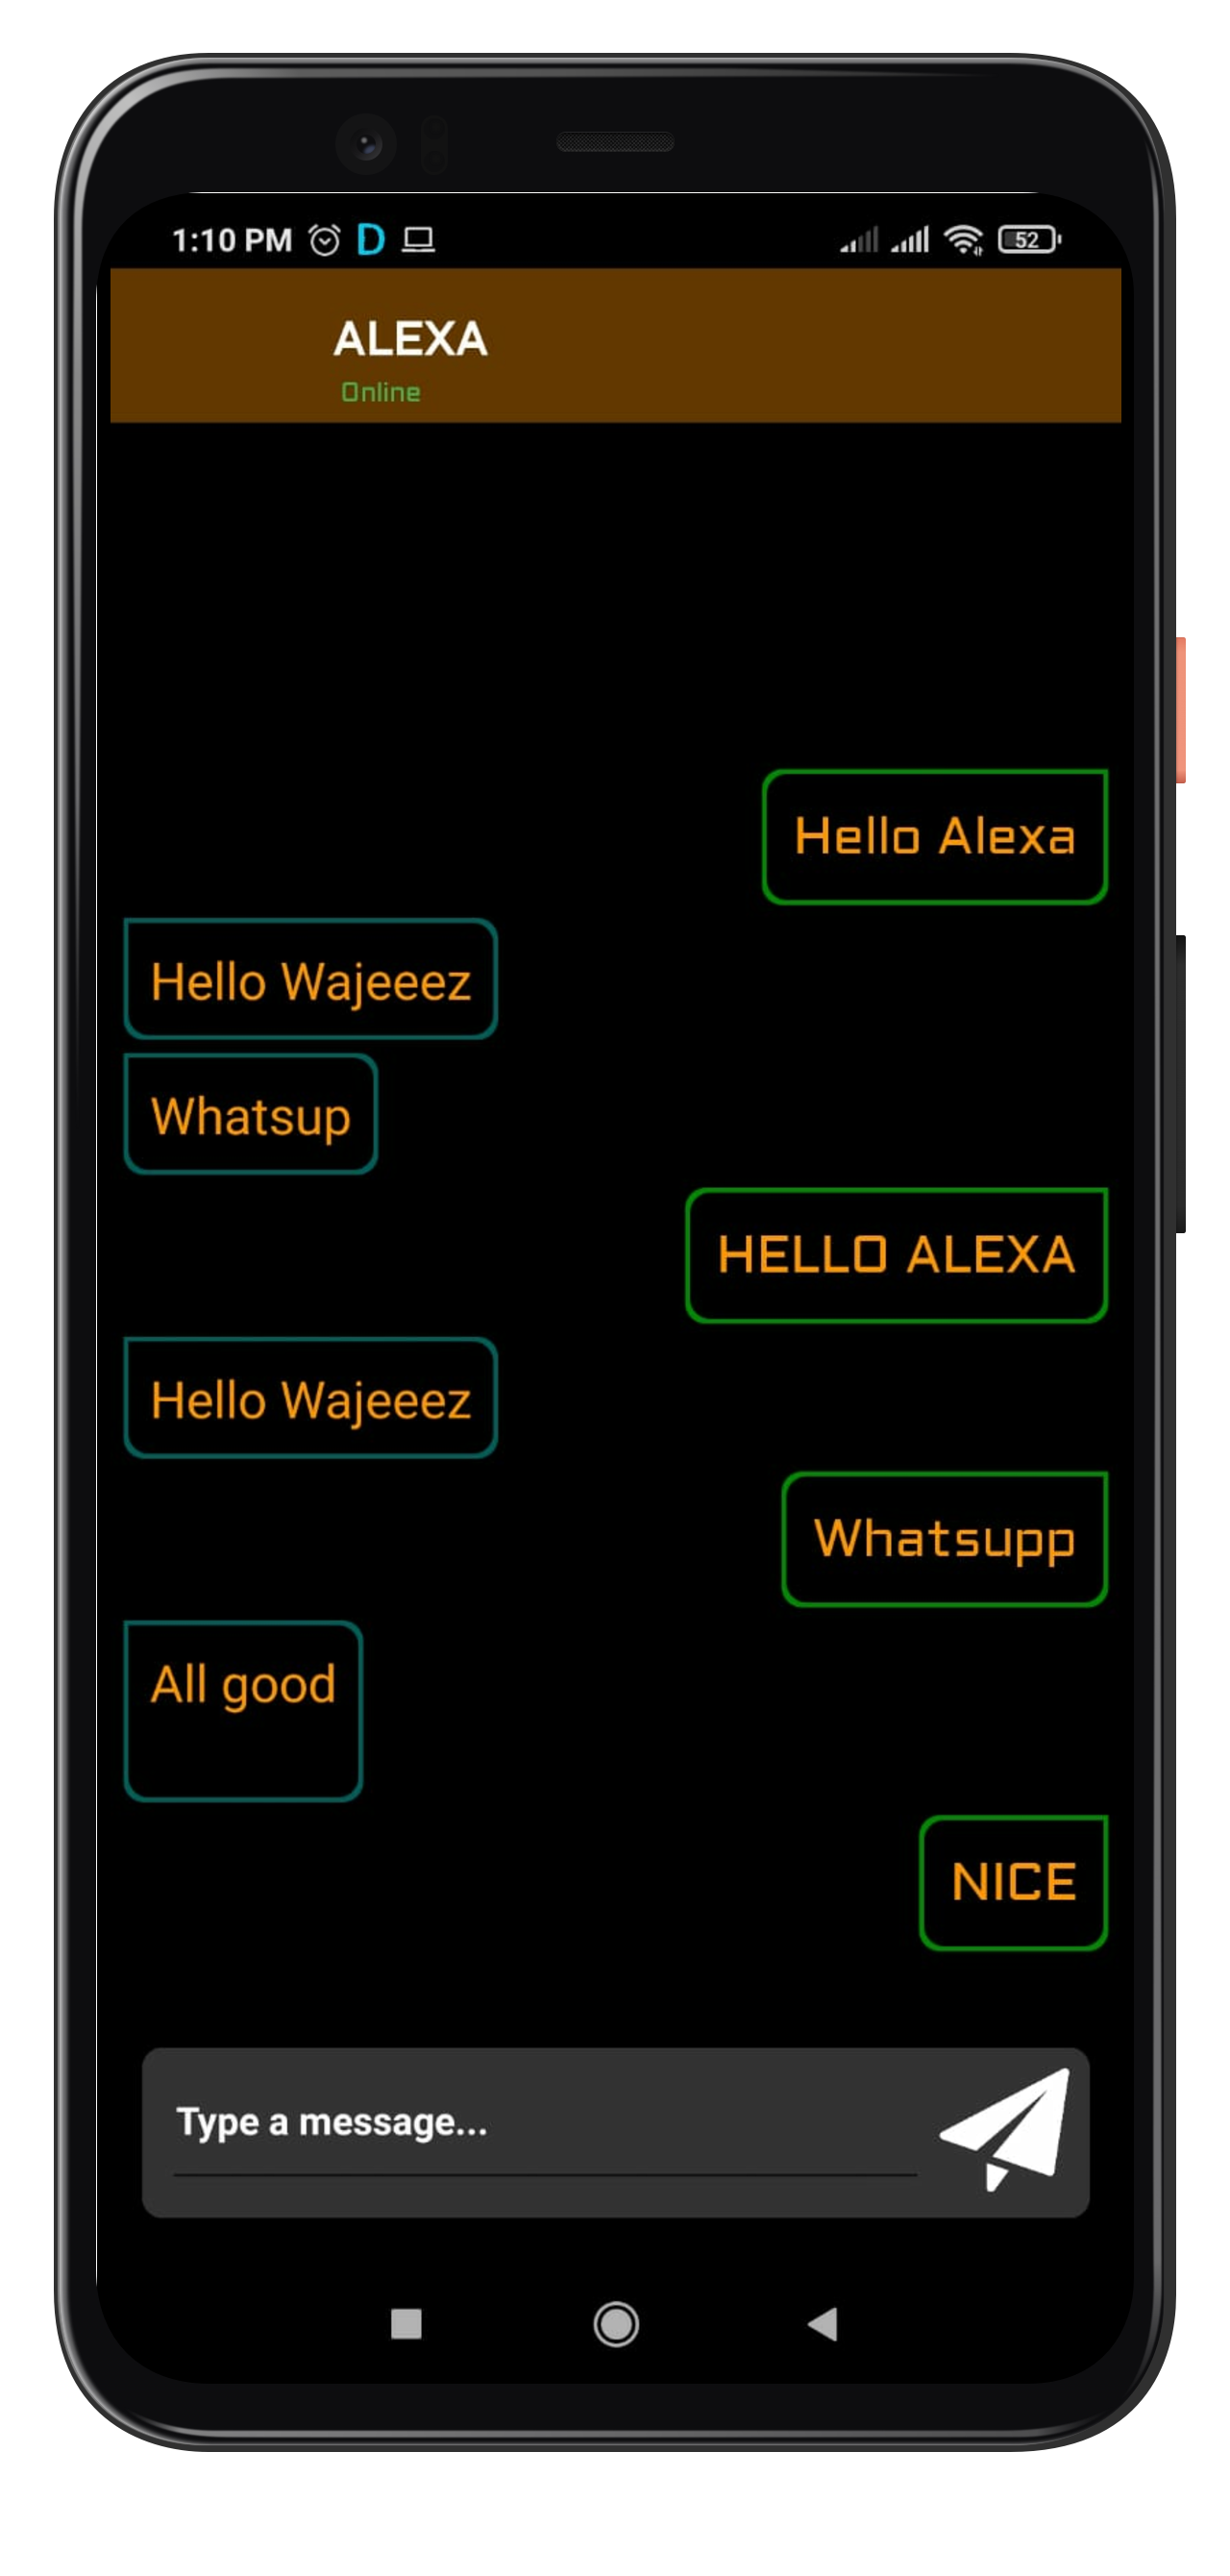 1:10 PM D 52
ALEXA
Online
Hello Alexa
Hello Wajeeez
Whatsup
HELLO ALEXA
Hello Wajeeez
Whatsupp
All good
NICE
Type a message...